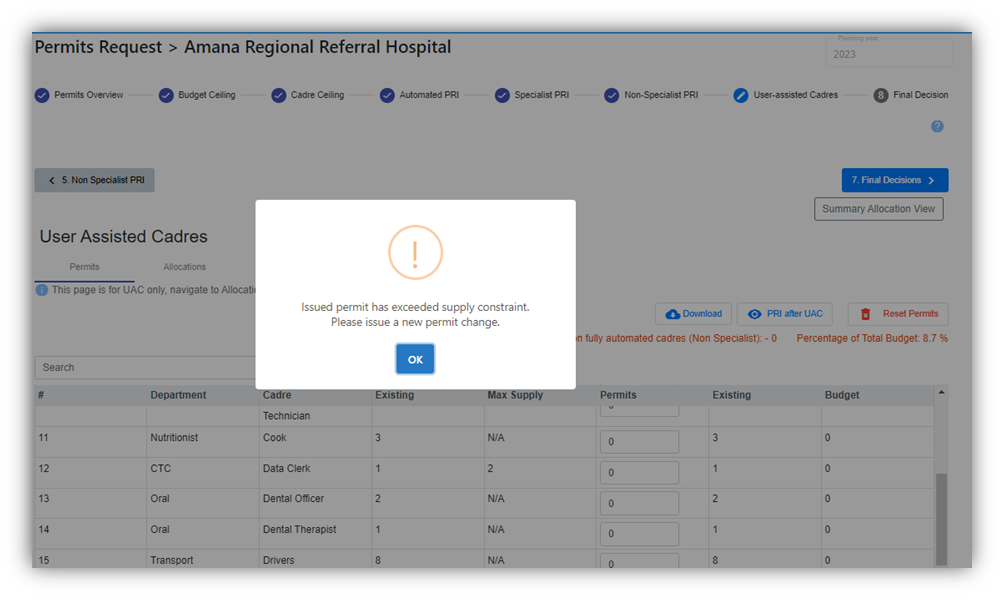 Permits Request > Amana Regional Referral Hospital
Planning year
2023
Permits Overview
Budget Ceiling
Cadre Ceiling
Automated PRI
Specialist PRI
Non-Specialist PRI
User-assisted Cadres
8 Final Decision
?
< 5. Non Specialist PRI
7. Final Decisions >
Summary Allocation View
User Assisted Cadres
Permits Allocations
i This page is for UAC only, navigate to Allocati
!
Issued permit has exceeded supply constraint.
Please issue a new permit change.
OK
Download PRI after UAC Reset Permits
n fully automated cadres (Non Specialist): - 0 Percentage of Total Budget: 8.7 %
Search
# Department Cadre Existing Max Supply Permits Existing Budget
Technician
11 Nutritionist Cook 3 N/A 0 3 0
12 CTC Data Clerk 1 2 0 1 0
13 Oral Dental Officer 2 N/A 0 2 0
14 Oral Dental Therapist 1 N/A 0 1 0
15 Transport Drivers 8 N/A 0 8 0